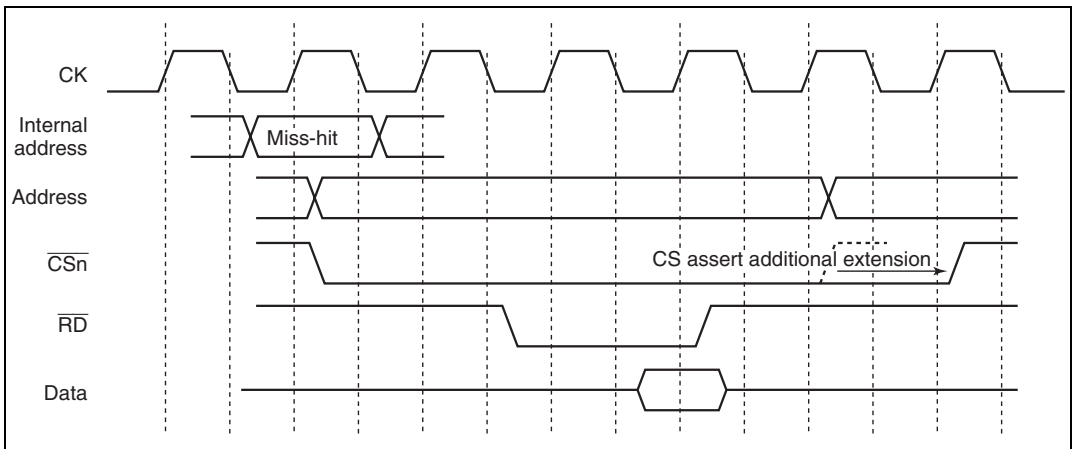 CK
Internal
address
Miss-hit
Address
CSn
CS assert additional extension
RD
Data